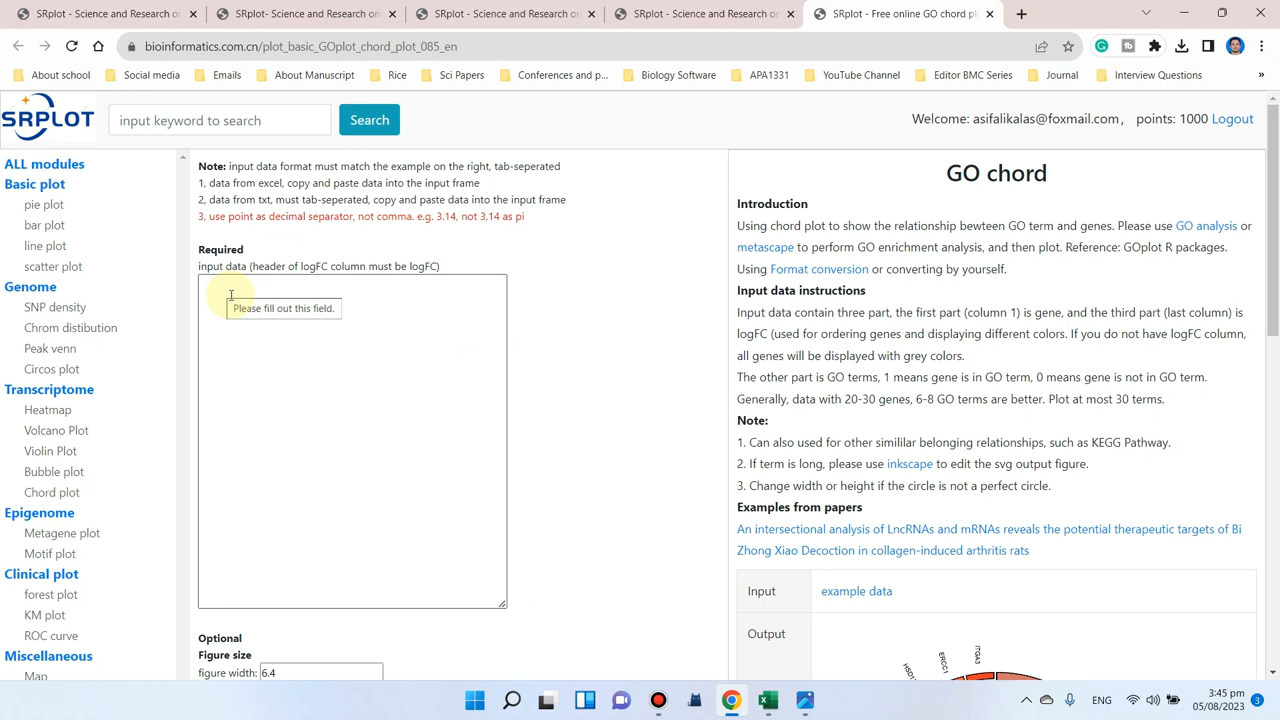 SRplot - Science and Research on
SRplot- Science and Research on
SRplot - Science and Research on
SRplot - Science and Research on
SRplot - Free online GO chord pl
bioinformatics.com.cn/plot_basic_GOplot_chord_plot_085_en
About school
Social media
Emails
About Manuscript
Rice
Sci Papers
Conferences and p...
Biology Software
APA1331
YouTube Channel
Editor BMC Series
Journal
Interview Questions
»
SRPLOT
input keyword to search
Search
Welcome: asifalikalas@foxmail.com， points: 1000 Logout
ALL modules
Basic plot
pie plot
bar plot
line plot
scatter plot
Genome
SNP density
Chrom distibution
Peak venn
Circos plot
Transcriptome
Heatmap
Volcano Plot
Violin Plot
Bubble plot
Chord plot
Epigenome
Metagene plot
Motif plot
Clinical plot
forest plot
KM plot
ROC curve
Miscellaneous
Map
Note: input data format must match the example on the right, tab-seperated
1, data from excel, copy and paste data into the input frame
2, data from txt, must tab-seperated, copy and paste data into the input frame
3, use point as decimal separator, not comma. e.g. 3.14, not 3,14 as pi
Required
input data (header of logFC column must be logFC)
Please fill out this field.
Optional
Figure size
figure width: 6.4
GO chord
Introduction
Using chord plot to show the relationship bewteen GO term and genes. Please use GO analysis or
metascape to perform GO enrichment analysis, and then plot. Reference: GOplot R packages.
Using Format conversion or converting by yourself.
Input data instructions
Input data contain three part, the first part (column 1) is gene, and the third part (last column) is
logFC (used for ordering genes and displaying different colors. If you do not have logFC column,
all genes will be displayed with grey colors.
The other part is GO terms, 1 means gene is in GO term, 0 means gene is not in GO term.
Generally, data with 20-30 genes, 6-8 GO terms are better. Plot at most 30 terms.
Note:
1. Can also used for other simililar belonging relationships, such as KEGG Pathway.
2. If term is long, please use inkscape to edit the svg output figure.
3. Change width or height if the circle is not a perfect circle.
Examples from papers
An intersectional analysis of LncRNAs and mRNAs reveals the potential therapeutic targets of Bi
Zhong Xiao Decoction in collagen-induced arthritis rats
Input
example data
Output
ERCC1
ITGA3
ENG
3:45 pm
05/08/2023
3